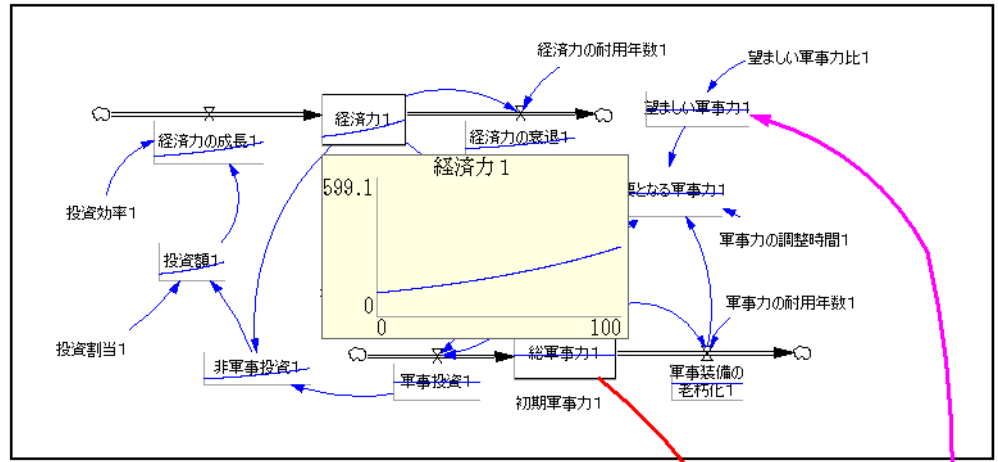 経済力の耐用年数1
望ましい軍事力比1
経済力1
望ましい軍事力1
経済力の成長1
経済力の衰退1
経済力1
599.1
0
0
100
要となる軍事力1
投資効率1
軍事力の調整時間1
投資額1
軍事力の耐用年数1
投資割当1
非軍事投資1
軍事投資1
総軍事力1
軍事装備の
老朽化1
初期軍事力1